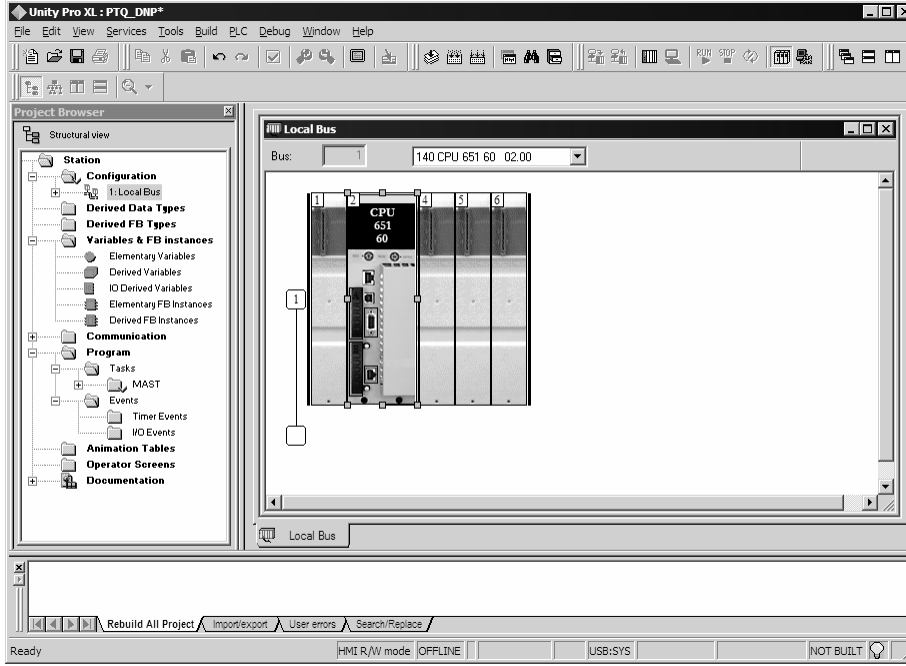 Unity Pro XL : PTQ_DNP*
File Edit View Services Tools Build PLC Debug Window Help
RUN STOP
Project Browser
Structural view
Station
Configuration
1: Local Bus
Derived Data Types
Derived FB Types
Variables & FB instances
Elementary Variables
Derived Variables
IO Derived Variables
Elementary FB Instances
Derived FB Instances
Communication
Program
Tasks
MAST
Events
Timer Events
I/O Events
Animation Tables
Operator Screens
Documentation
Local Bus
Bus: 1 140 CPU 651 60 02.00
1 2 4 5 6
CPU
651
60
1
Local Bus
Rebuild All Project Import/export User errors Search/Replace
Ready HMI R/W mode OFFLINE USB:SYS NOT BUILT